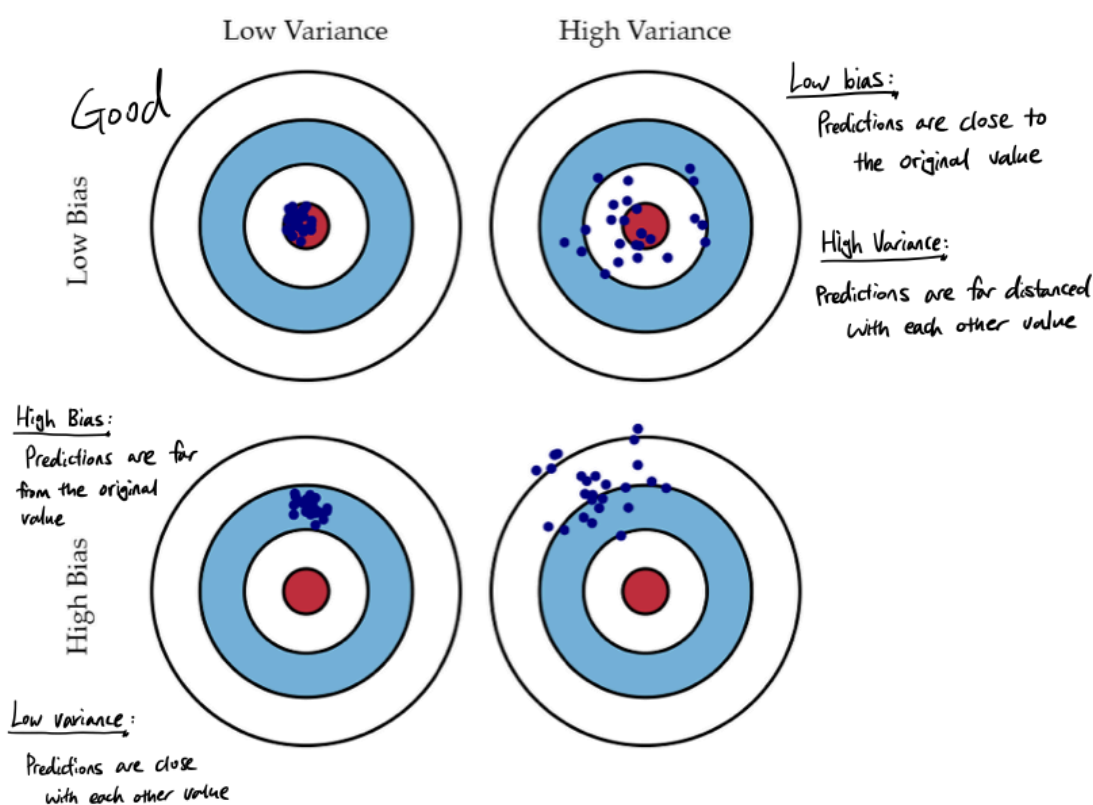 Low Variance
High Variance
Good
Low Bias
Low bias:
Predictions are close to
the original value
High Variance:
Predictions are far distanced
with each other value
High Bias:
Predictions are far
from the original
value
High Bias
Low variance:
Predictions are close
with each other value